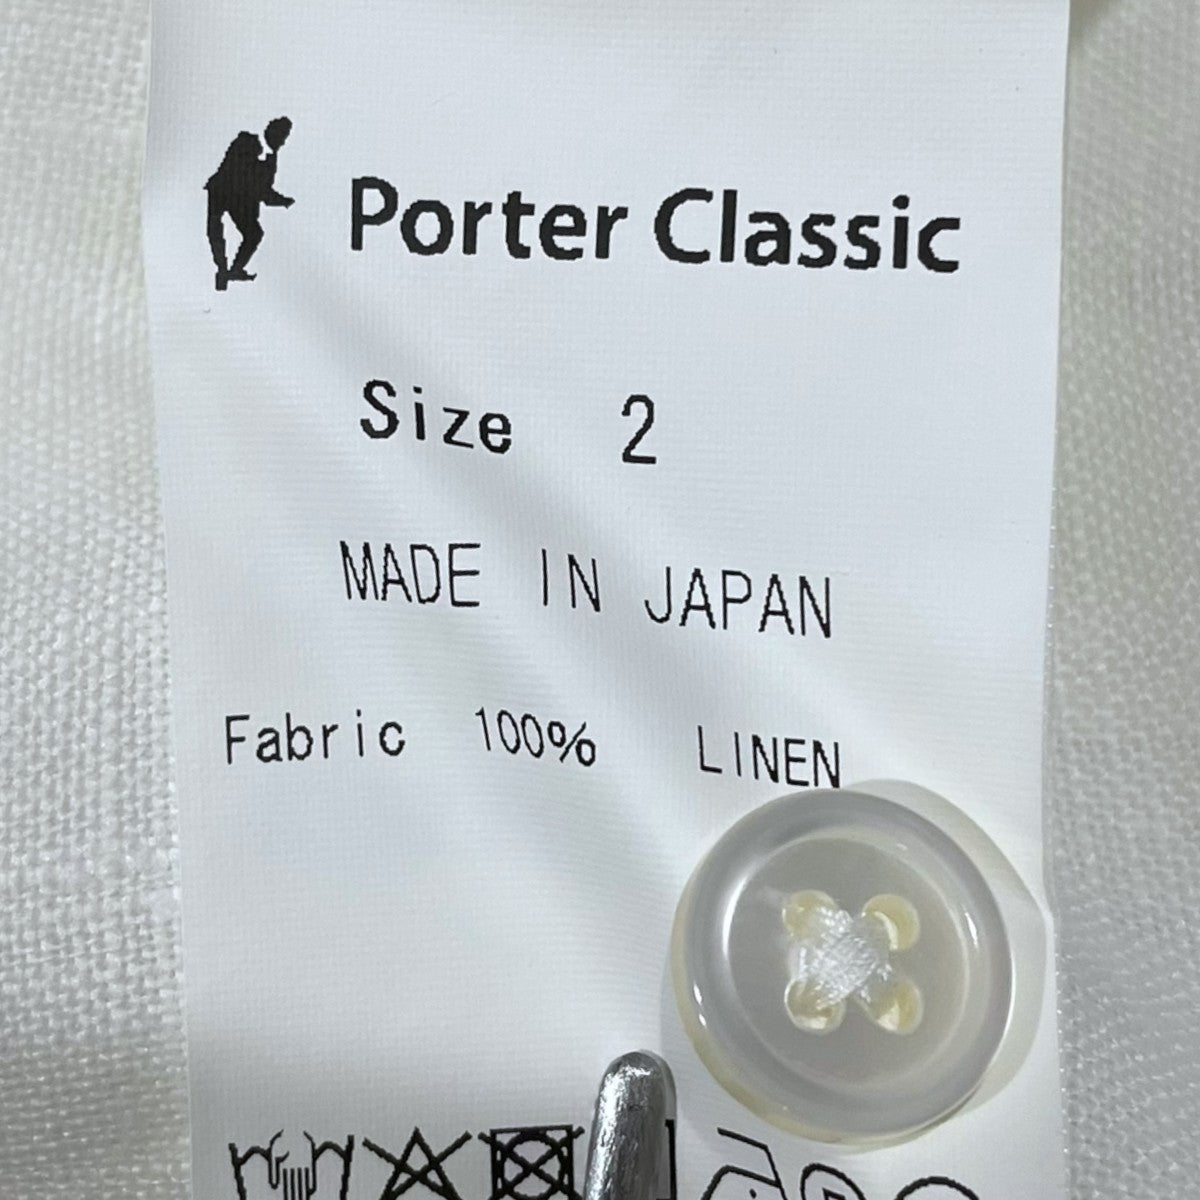 Porter Classic
Size 2
MADE IN JAPAN
Fabric 100% LINEN